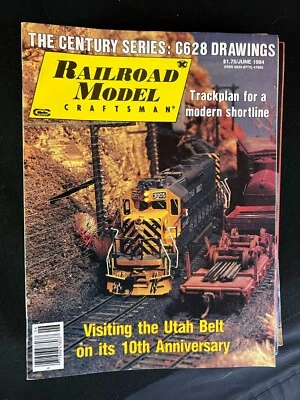 THE CENTURY SERIES: C628 DRAWINGS
$1.75/JUNE 1984
RAILROAD
MODEL
CRAFTSMAN
Trackplan for a
modern shortline
Visiting the Utah Belt
on its 10th Anniversary